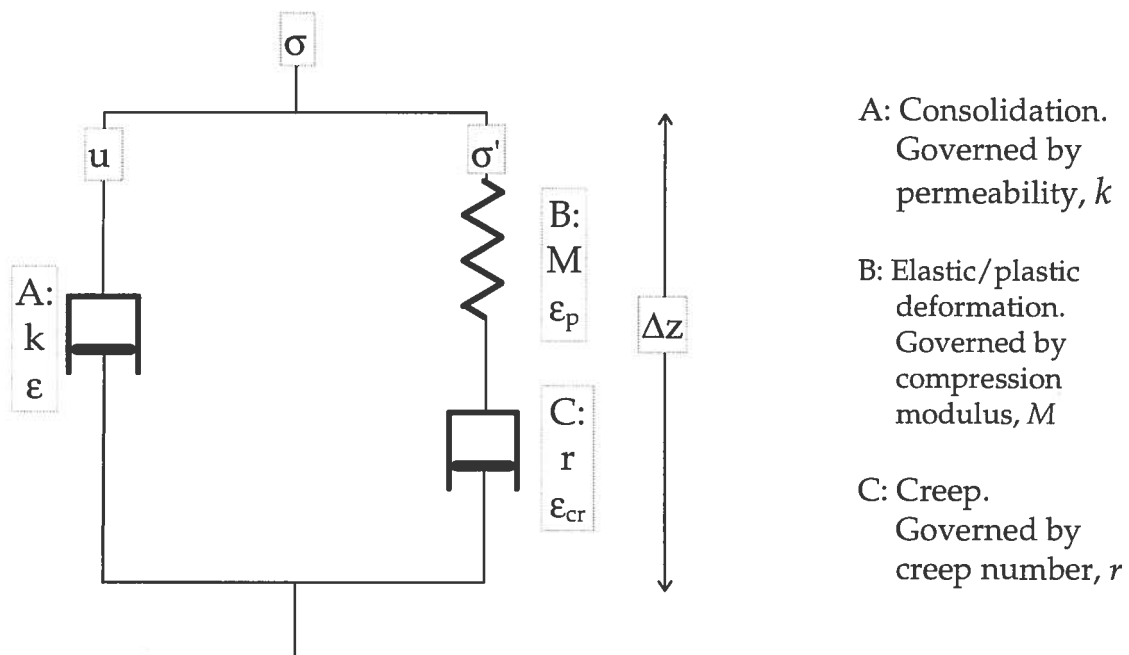 σ
u
σ'
A:
k
ε
B:
M
εp
C:
r
εcr
Δz
A: Consolidation.
Governed by
permeability, k
B: Elastic/plastic
deformation.
Governed by
compression
modulus, M
C: Creep.
Governed by
creep number, r